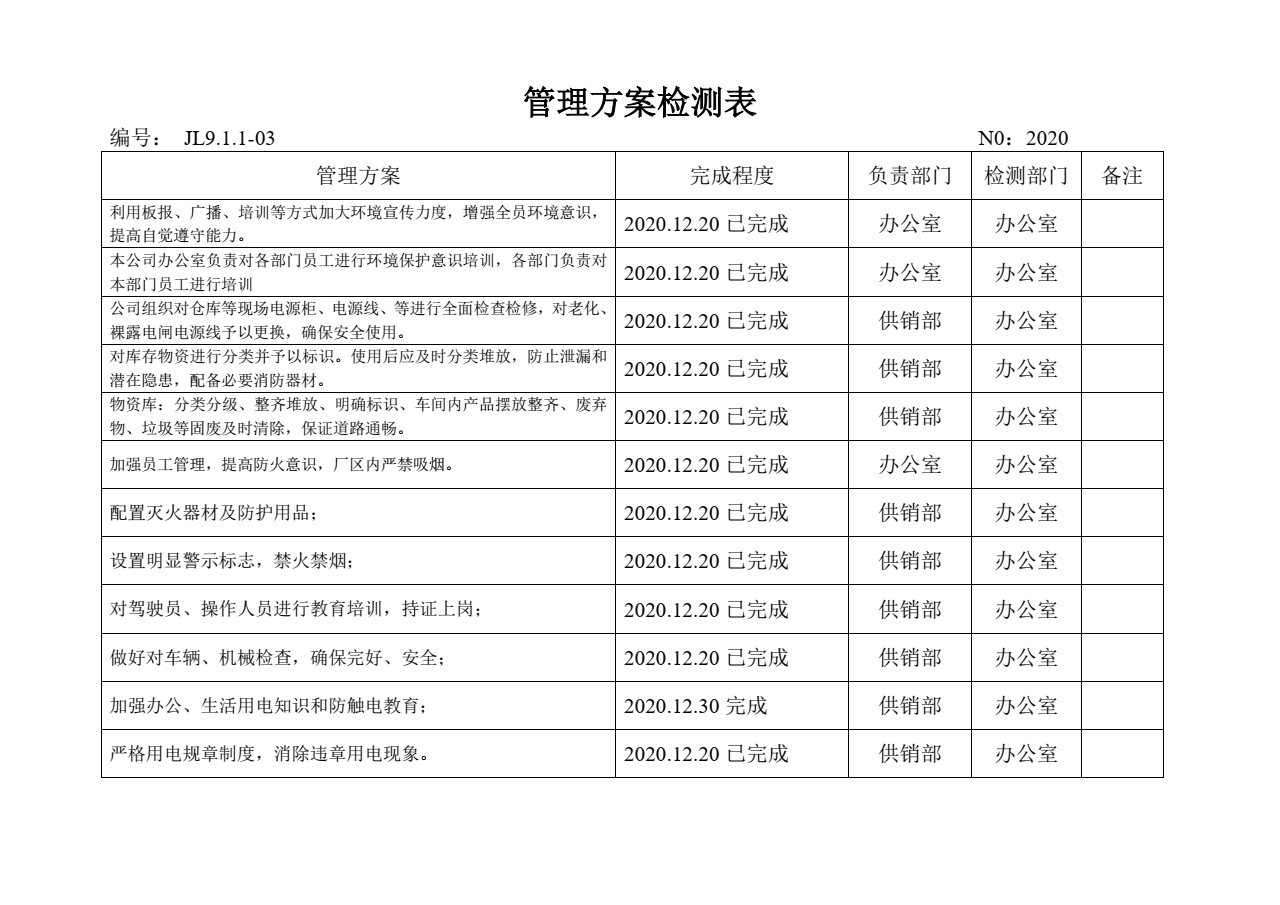 管理方案检测表
编号： JL9.1.1-03 N0：2020
管理方案 完成程度 负责部门 检测部门 备注
利用板报、广播、培训等方式加大环境宣传力度，增强全员环境意识，
提高自觉遵守能力。
2020.12.20 已完成 办公室 办公室
本公司办公室负责对各部门员工进行环境保护意识培训，各部门负责对
本部门员工进行培训
2020.12.20 已完成 办公室 办公室
公司组织对仓库等现场电源柜、电源线、等进行全面检查检修，对老化、
裸露电闸电源线予以更换，确保安全使用。
2020.12.20 已完成 供销部 办公室
对库存物资进行分类并予以标识。使用后应及时分类堆放，防止泄漏和
潜在隐患，配备必要消防器材。
2020.12.20 已完成 供销部 办公室
物资库：分类分级、整齐堆放、明确标识、车间内产品摆放整齐、废弃
物、垃圾等固废及时清除，保证道路通畅。
2020.12.20 已完成 供销部 办公室
加强员工管理，提高防火意识，厂区内严禁吸烟。 2020.12.20 已完成 办公室 办公室
配置灭火器材及防护用品； 2020.12.20 已完成 供销部 办公室
设置明显警示标志，禁火禁烟； 2020.12.20 已完成 供销部 办公室
对驾驶员、操作人员进行教育培训，持证上岗； 2020.12.20 已完成 供销部 办公室
做好对车辆、机械检查，确保完好、安全； 2020.12.20 已完成 供销部 办公室
加强办公、生活用电知识和防触电教育； 2020.12.30 完成 供销部 办公室
严格用电规章制度，消除违章用电现象。 2020.12.20 已完成 供销部 办公室